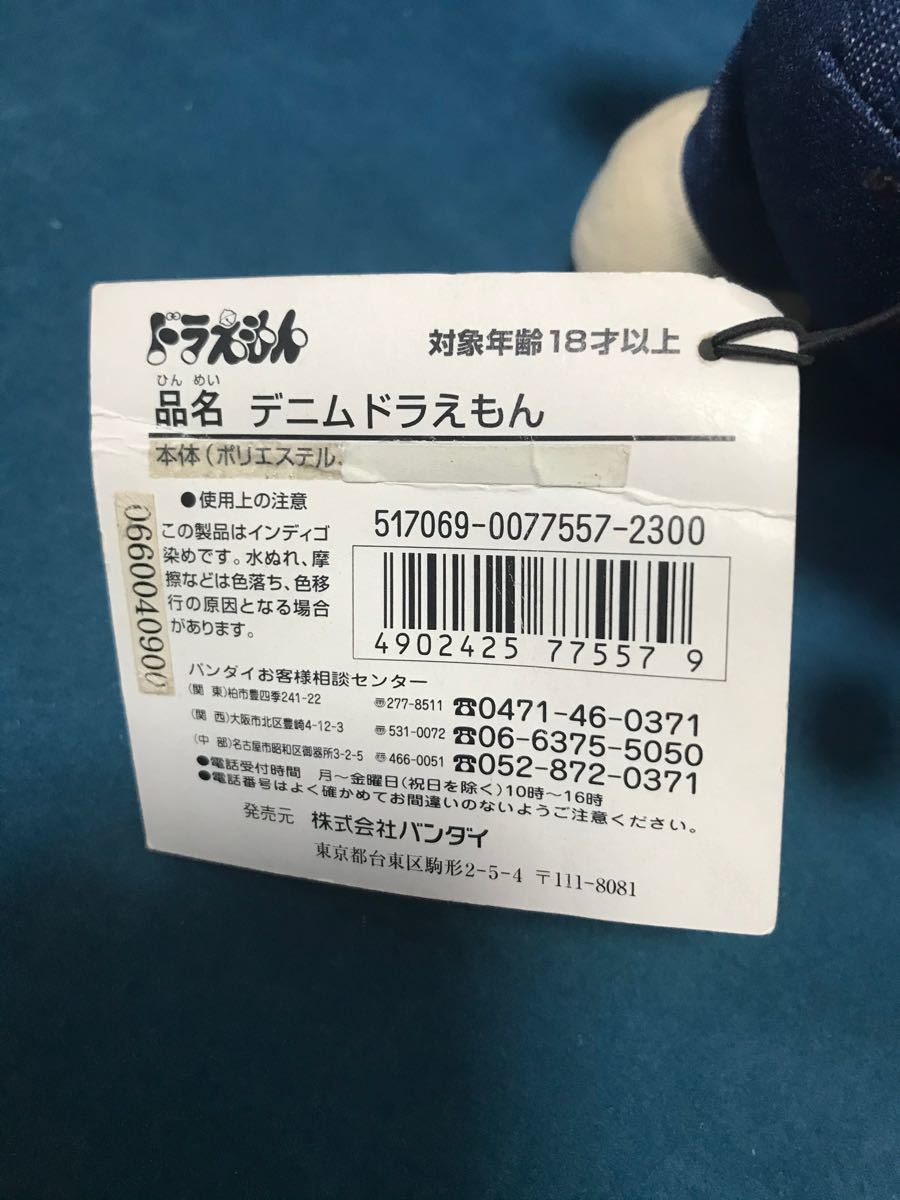 ドラえもん
対象年齢18才以上
ひん めい
品名 デニムドラえもん
本体(ポリエステル.
●使用上の注意
この製品はインディゴ
染めです。水ぬれ、摩
擦などは色落ち、色移
行の原因となる場合
があります。
0660040900
517069-0077557-2300
4902425 77557 9
バンダイお客様相談センター
(関 東)柏市豊四季241-22 〠277-8511 ☎0471-46-0371
(関 西)大阪市北区豊崎4-12-3 〠531-0072 ☎06-6375-5050
(中 部)名古屋市昭和区御器所3-2-5 〠466-0051 ☎052-872-0371
●電話受付時間 月〜金曜日(祝日を除く)10時〜16時
●電話番号はよく確かめてお間違いのないようご注意ください。
発売元 株式会社バンダイ
東京都台東区駒形2-5-4 〒111-8081